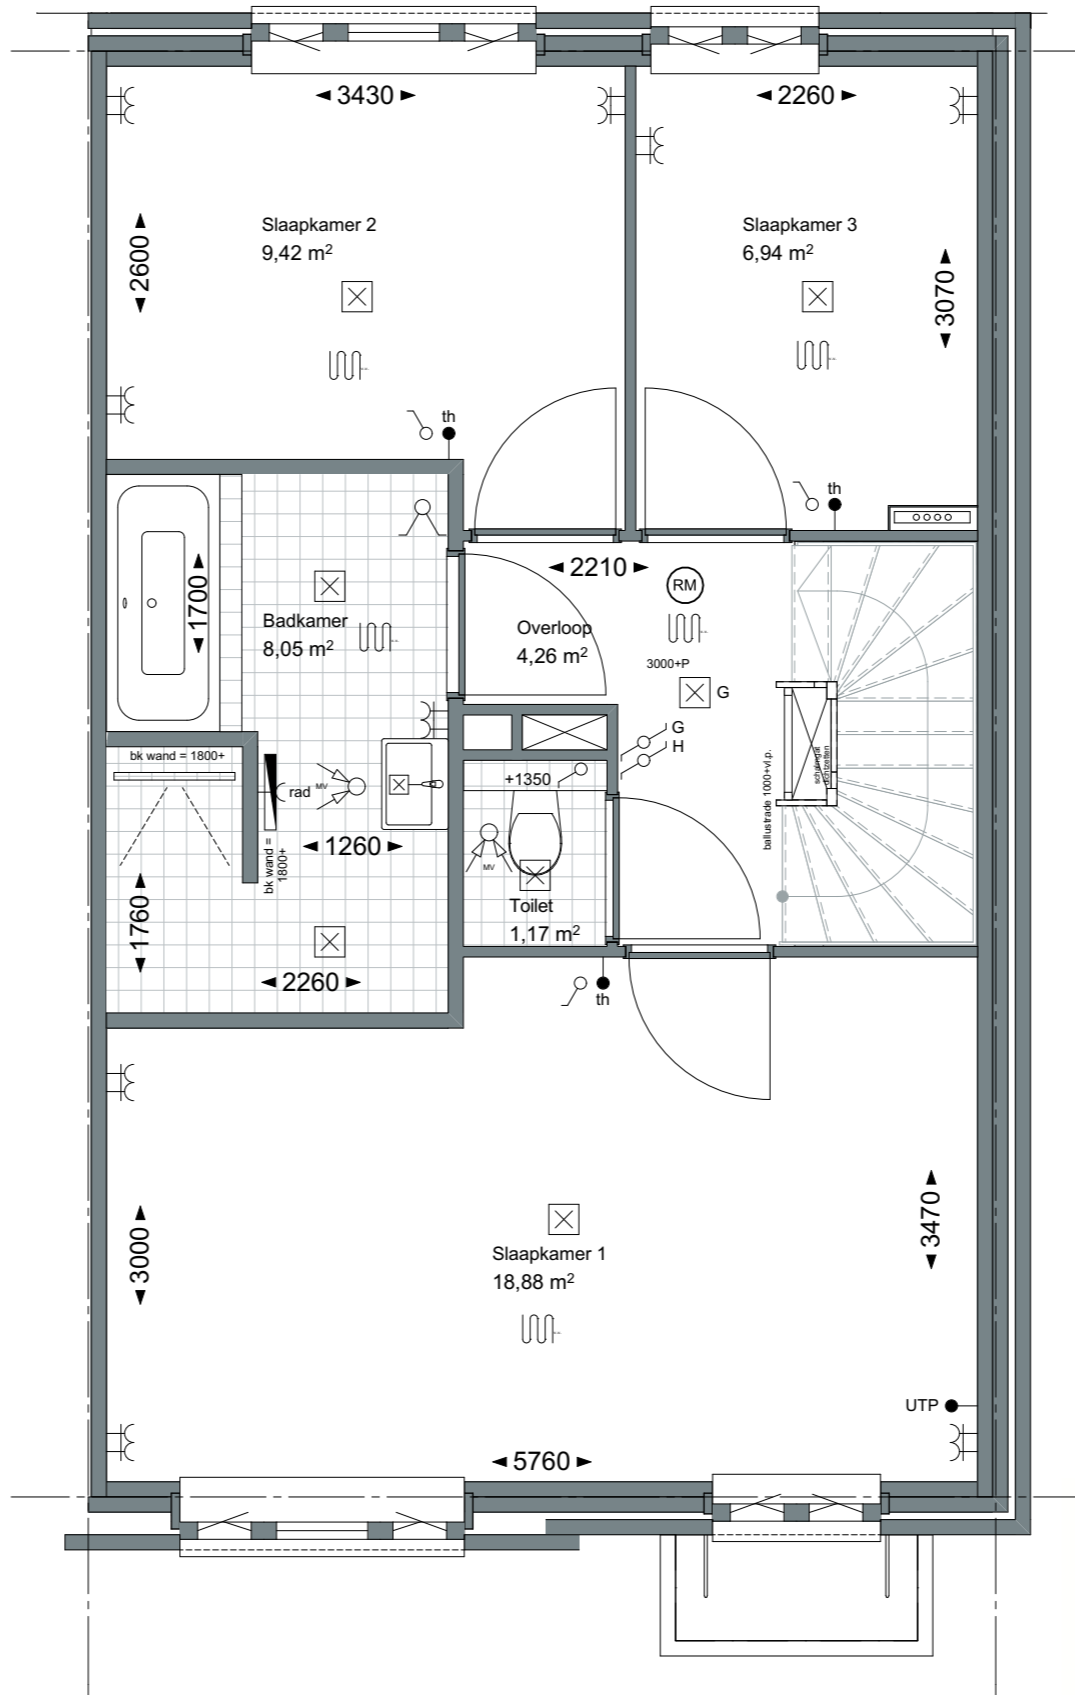 3430
2260
Slaapkamer 2
9,42 m²
Slaapkamer 3
6,94 m²
2600
3070
th
th
2210
RM
1700
Badkamer
8,05 m²
Overloop
4,26 m²
3000+P
G
G
H
bk wand = 1800+
rad
MV
+1350
ballustrade 1000+vl.p.
schijngat
dichtzetten
1260
bk wand =
1800+
MV
1760
Toilet
1,17 m²
2260
th
3000
3470
Slaapkamer 1
18,88 m²
UTP
5760